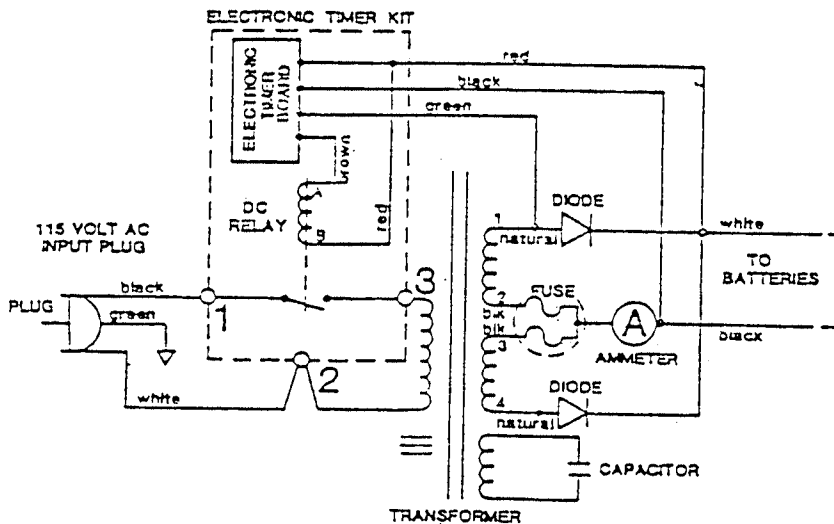 ELECTRONIC TIMER KIT
ELECTRONIC
TIMER
BOARD
red
black
green
brown
DC
RELAY
A
B
red
115 VOLT AC
INPUT PLUG
black
PLUG
green
white
1
2
3
1
natural
DIODE
white
TO
BATTERIES
2
blk
FUSE
blk
3
A
AMMETER
black
DIODE
4
natural
CAPACITOR
TRANSFORMER